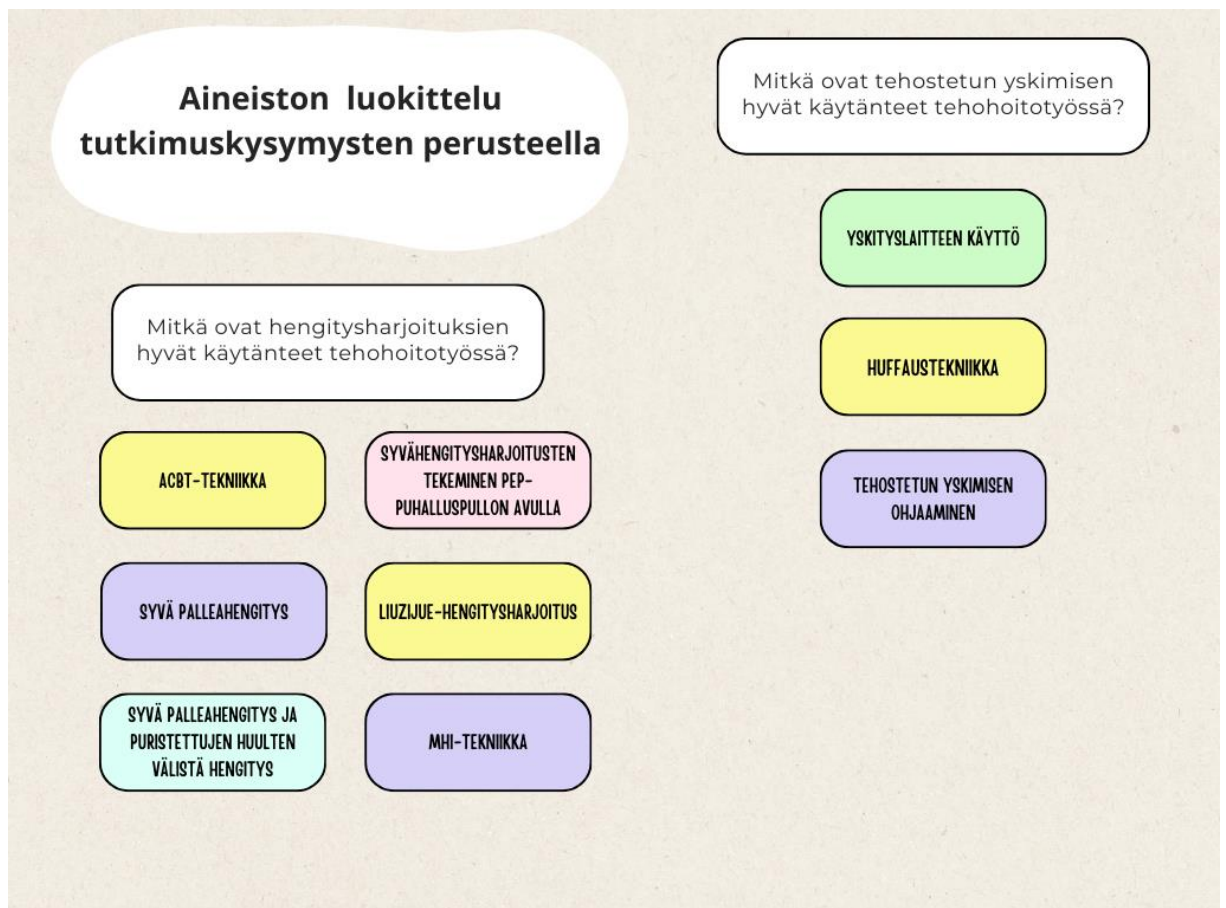 Aineiston luokittelu
tutkimuskysymysten perusteella
Mitkä ovat hengitysharjoituksien
hyvät käytänteet tehohoitotyössä?
ACBT-TEKNIIKKA
SYVÄHENGITYSHARJOITUSTEN
TEKEMINEN PEP-
PUHALLUSPULLON AVULLA
SYVÄ PALLEAHENGITYS
LIUZIJUE-HENGITYSHARJOITUS
SYVÄ PALLEAHENGITYS JA
PURISTETTUJEN HUULTEN
VÄLISTÄ HENGITYS
MHI-TEKNIIKKA
Mitkä ovat tehostetun yskimisen
hyvät käytänteet tehohoitotyössä?
YSKITYSLAITTEEN KÄYTTÖ
HUFFAUSTEKNIIKKA
TEHOSTETUN YSKIMISEN
OHJAAMINEN